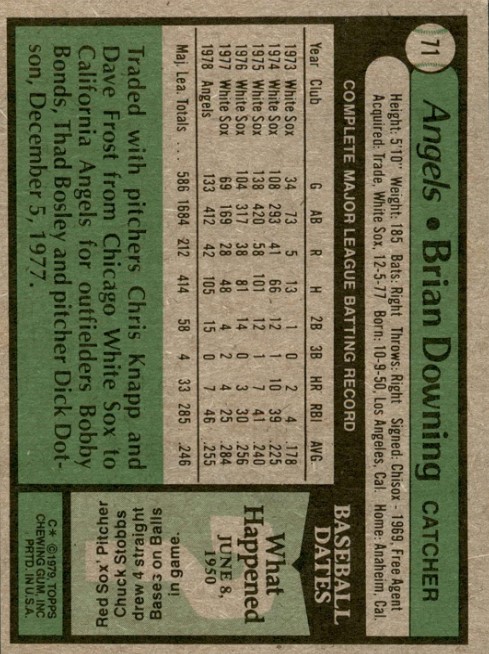 71
Angels • Brian Downing CATCHER
Height: 5'10" Weight: 185 Bats: Right Throws: Right Signed: Chisox - 1969, Free Agent
Acquired: Trade, White Sox, 12-5-77 Born: 10-9-50, Los Angeles, Cal. Home: Anaheim, Cal.
COMPLETE MAJOR LEAGUE BATTING RECORD
Year Club G AB R H 2B 3B HR RBI AVG
1973 White Sox 34 73 5 13 1 0 2 4 .178
1974 White Sox 108 293 41 66 12 1 10 39 .225
1975 White Sox 138 420 58 101 12 1 7 41 .240
1976 White Sox 104 317 38 81 14 0 3 30 .256
1977 White Sox 69 169 28 48 4 2 4 25 .284
1978 Angels 133 412 42 105 15 0 7 46 .255
Maj. Lea. Totals . . . 586 1684 212 414 58 4 33 285 .246
Traded with pitchers Chris Knapp and
Dave Frost from Chicago White Sox to
California Angels for outfielders Bobby
Bonds, Thad Bosley and pitcher Dick Dot-
son, December 5, 1977.
BASEBALL
DATES
What
Happened
JUNE 8,
1950
Red Sox' Pitcher
Chuck Stobbs
drew 4 straight
Bases on Balls
in game.
C* © 1979, TOPPS
CHEWING GUM, INC
PRTD. IN U.S.A.